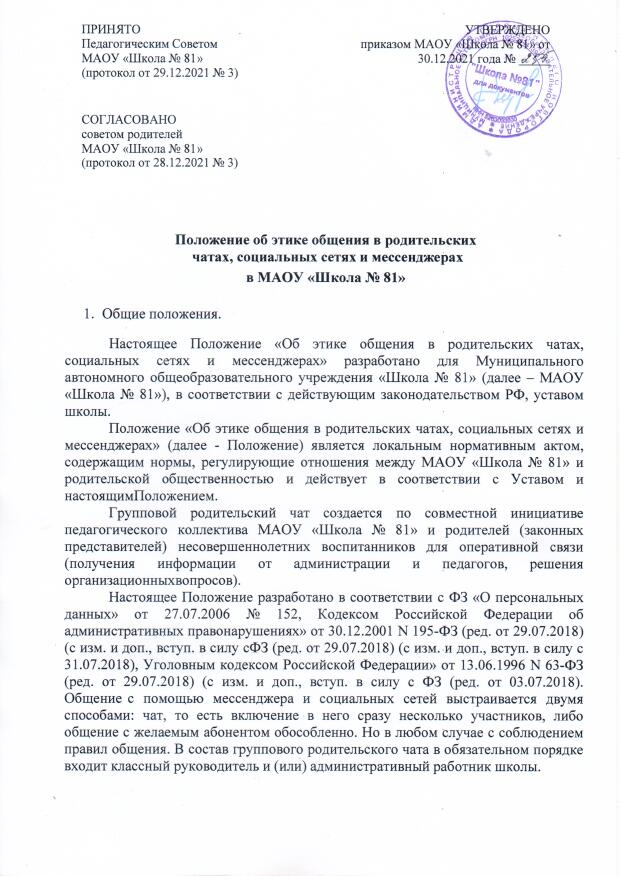 ПРИНЯТО
Педагогическим Советом
МАОУ «Школа № 81»
(протокол от 29.12.2021 № 3)
УТВЕРЖДЕНО
приказом МАОУ «Школа № 81» от
30.12.2021 года №
"Школа №81"
для документов
СОГЛАСОВАНО
советом родителей
МАОУ «Школа № 81»
(протокол от 28.12.2021 № 3)
Положение об этике общения в родительских
чатах, социальных сетях и мессенджерах
в МАОУ «Школа № 81»
1. Общие положения.
Настоящее Положение «Об этике общения в родительских чатах,
социальных сетях и мессенджерах» разработано для Муниципального
автономного общеобразовательного учреждения «Школа № 81» (далее – МАОУ
«Школа № 81»), в соответствии с действующим законодательством РФ, уставом
школы.
Положение «Об этике общения в родительских чатах, социальных сетях и
мессенджерах» (далее - Положение) является локальным нормативным актом,
содержащим нормы, регулирующие отношения между МАОУ «Школа № 81» и
родительской общественностью и действует в соответствии с Уставом и
настоящимПоложением.
Групповой родительский чат создается по совместной инициативе
педагогического коллектива МАОУ «Школа № 81» и родителей (законных
представителей) несовершеннолетних воспитанников для оперативной связи
(получения информации от администрации и педагогов, решения
организационныхвопросов).
Настоящее Положение разработано в соответствии с ФЗ «О персональных
данных» от 27.07.2006 № 152, Кодексом Российской Федерации об
административных правонарушениях» от 30.12.2001 N 195-ФЗ (ред. от 29.07.2018)
(с изм. и доп., вступ. в силу сФЗ (ред. от 29.07.2018) (с изм. и доп., вступ. в силу с
31.07.2018), Уголовным кодексом Российской Федерации» от 13.06.1996 N 63-ФЗ
(ред. от 29.07.2018) (с изм. и доп., вступ. в силу с ФЗ (ред. от 03.07.2018).
Общение с помощью мессенджера и социальных сетей выстраивается двумя
способами: чат, то есть включение в него сразу несколько участников, либо
общение с желаемым абонентом обособленно. Но в любом случае с соблюдением
правил общения. В состав группового родительского чата в обязательном порядке
входит классный руководитель и (или) административный работник школы.